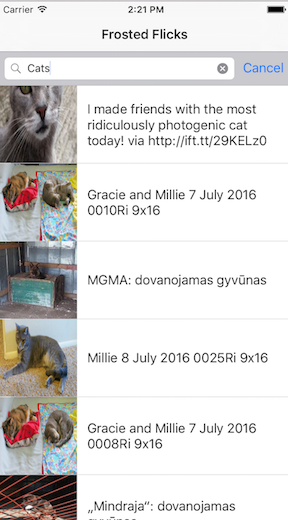 Carrier 2:21 PM
Frosted Flicks
Cats Cancel
I made friends with the most
ridiculously photogenic cat
today! via http://ift.tt/29KELz0
Gracie and Millie 7 July 2016
0010Ri 9x16
MGMA: dovanojamas gyvūnas
Millie 8 July 2016 0025Ri 9x16
Gracie and Millie 7 July 2016
0008Ri 9x16
„Mindraja“: dovanojamas
gyvūnas